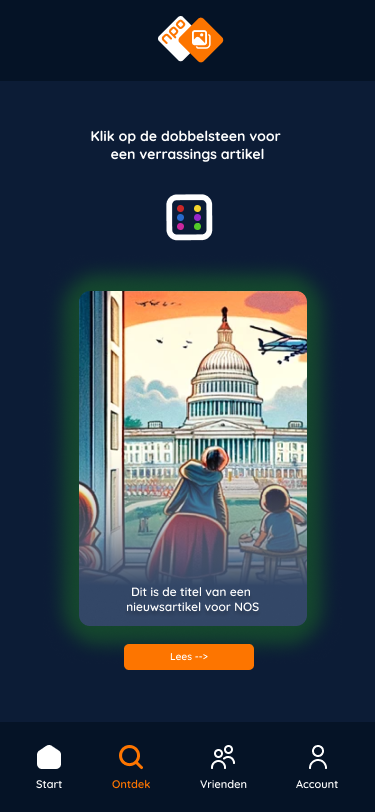 npo
Klik op de dobbelsteen voor
een verrassings artikel
Dit is de titel van een
nieuwsartikel voor NOS
Lees -->
Start
Ontdek
Vrienden
Account